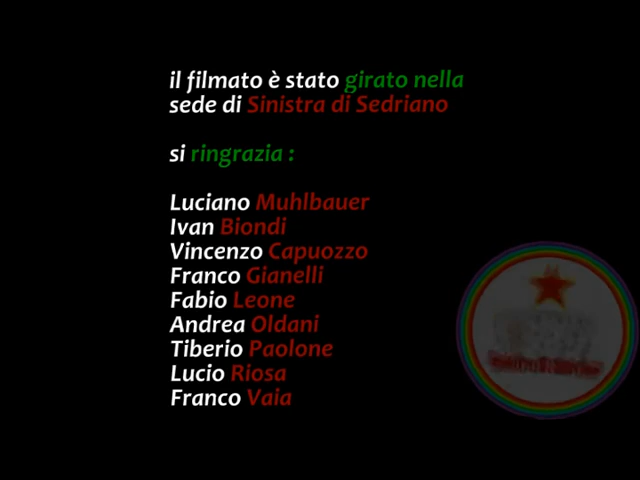 il filmato è stato girato nella
sede di Sinistra di Sedriano
si ringrazia :
Luciano Muhlbauer
Ivan Biondi
Vincenzo Capuozzo
Franco Gianelli
Fabio Leone
Andrea Oldani
Tiberio Paolone
Lucio Riosa
Franco Vaia